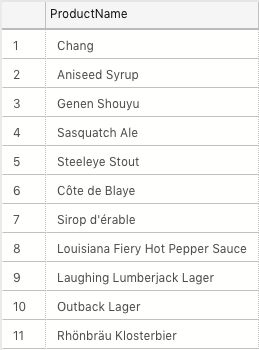 ProductName
1 Chang
2 Aniseed Syrup
3 Genen Shouyu
4 Sasquatch Ale
5 Steeleye Stout
6 Côte de Blaye
7 Sirop d'érable
8 Louisiana Fiery Hot Pepper Sauce
9 Laughing Lumberjack Lager
10 Outback Lager
11 Rhönbräu Klosterbier